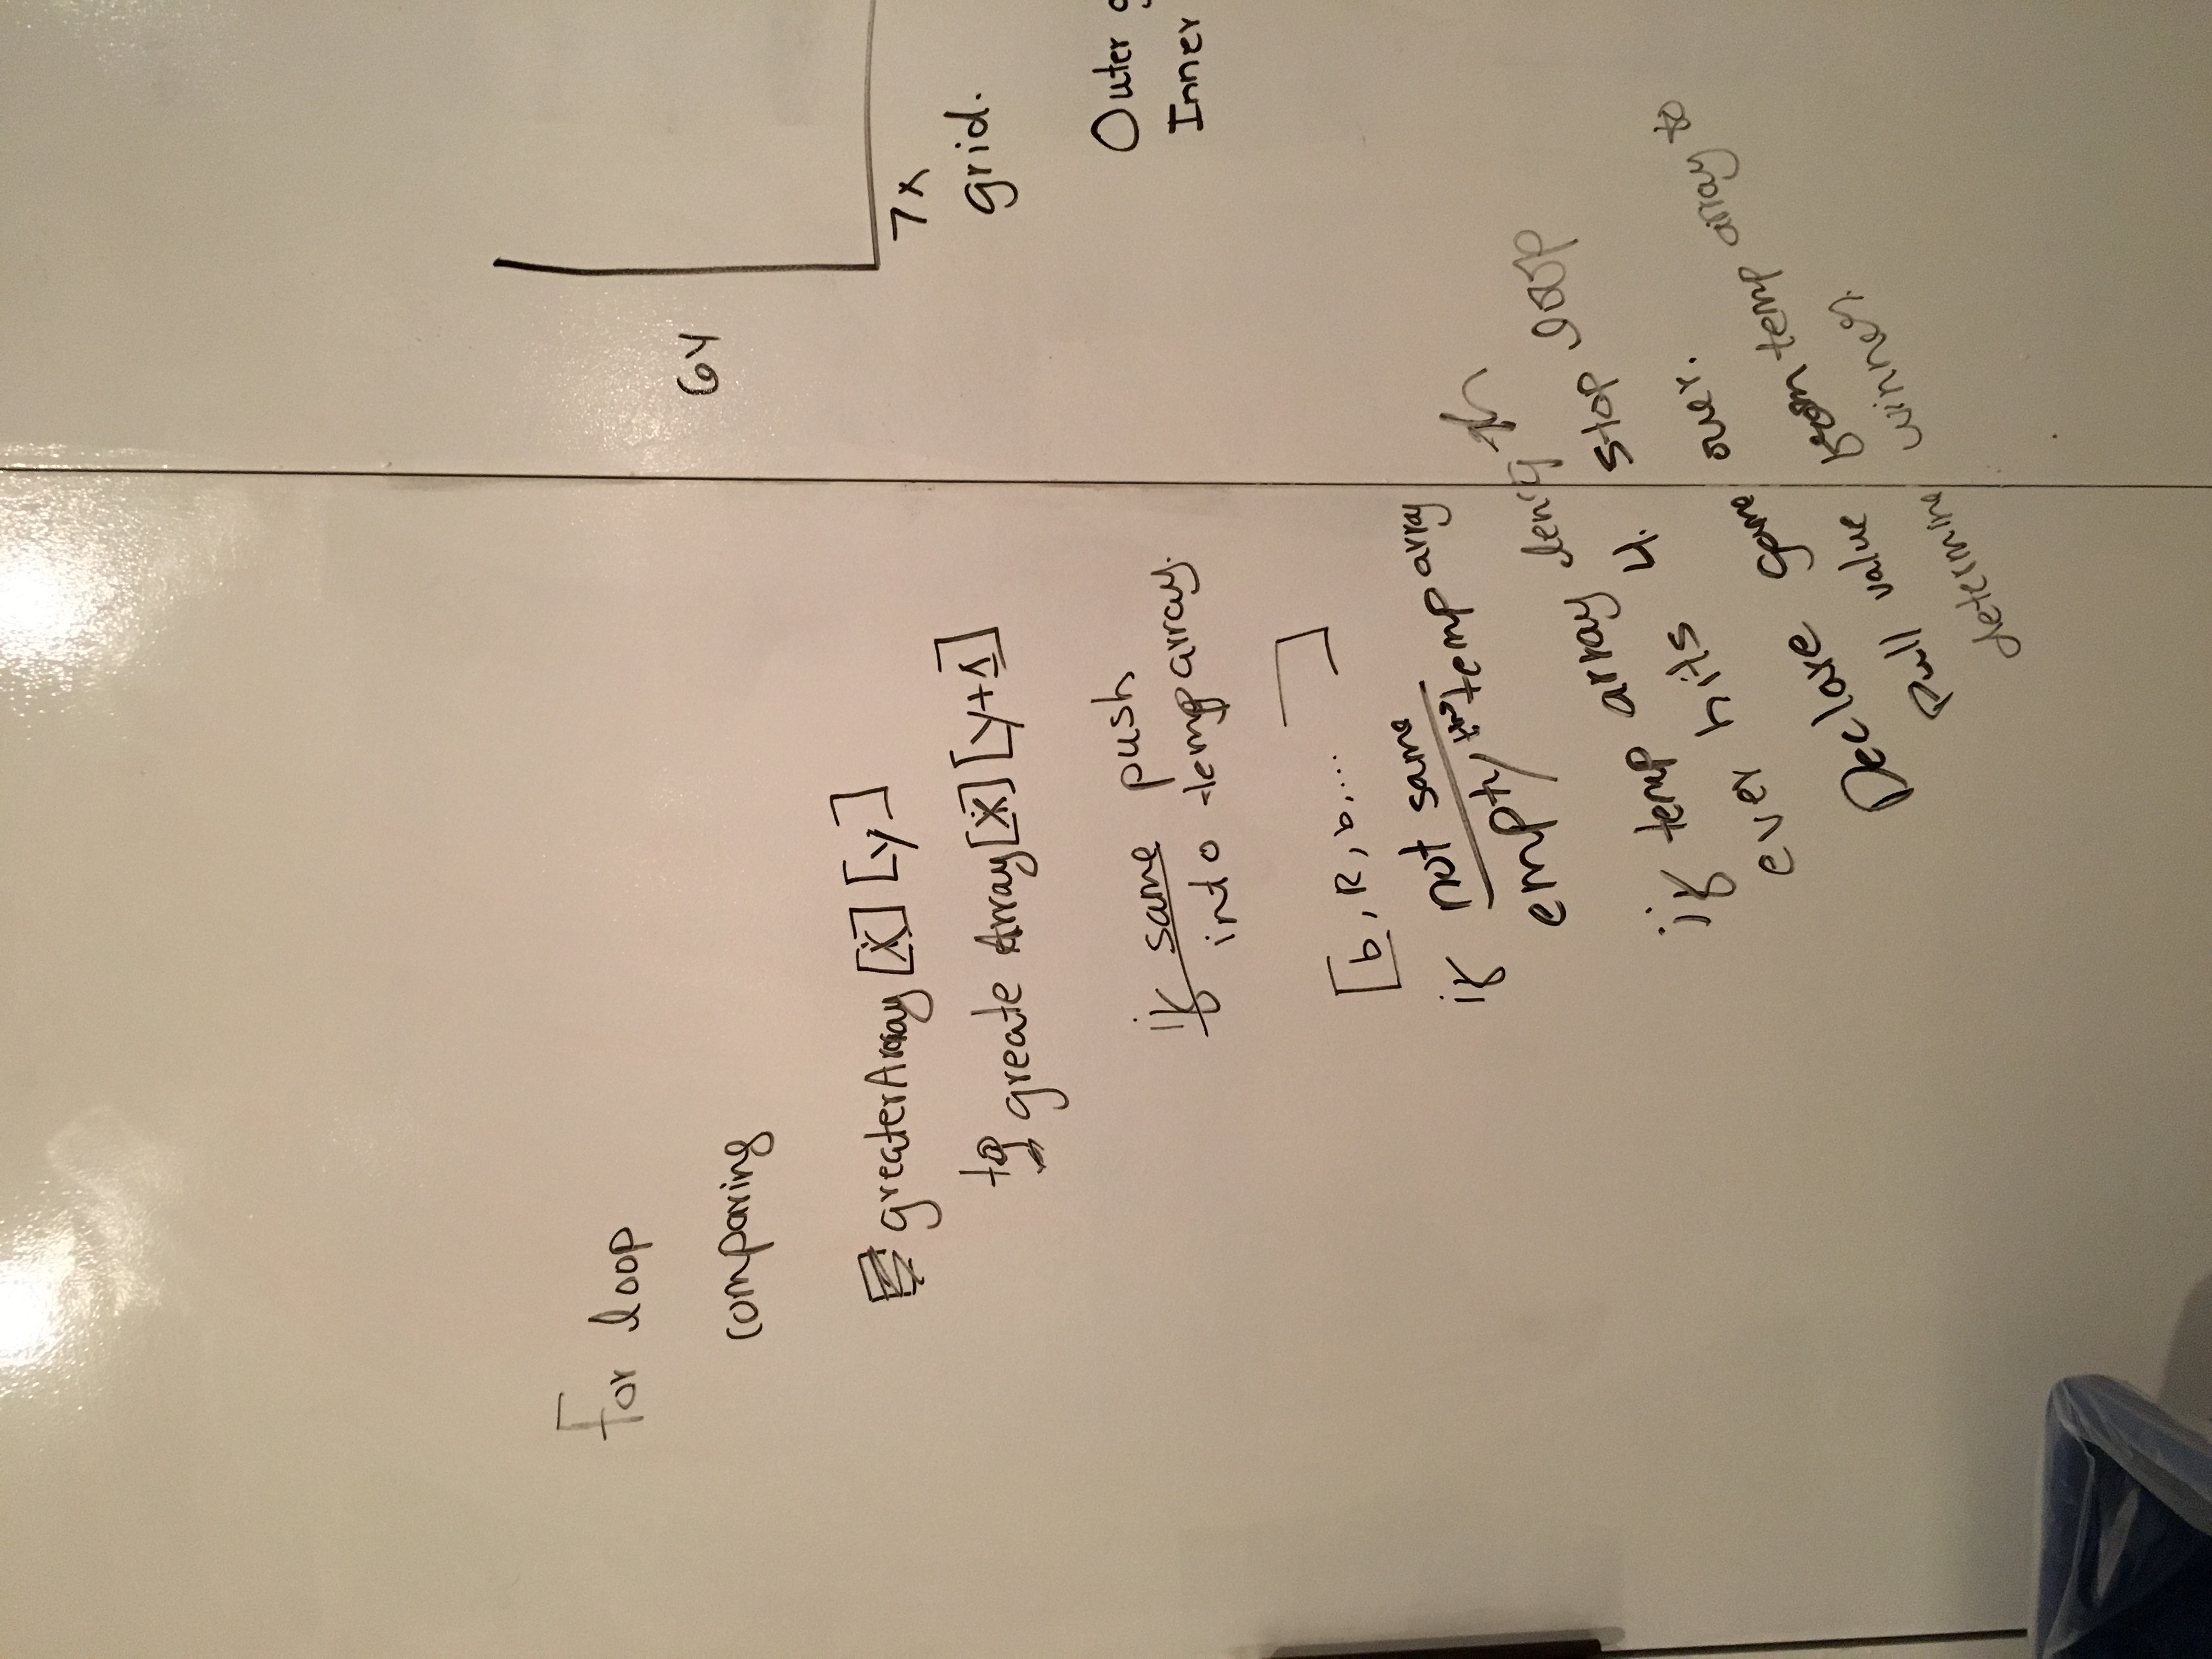 For loop
comparing
greaterArray [X] [y]
to greate Array [X] [y+1]
if same push
into temp array.
[b, R, b, ... ]
if not same
empty the temp array
if temp array length
ever hits 4. stop loop
Declare game over.
Pull value from temp array to
determine winner.
6y
7x
grid.
Outer
Inner